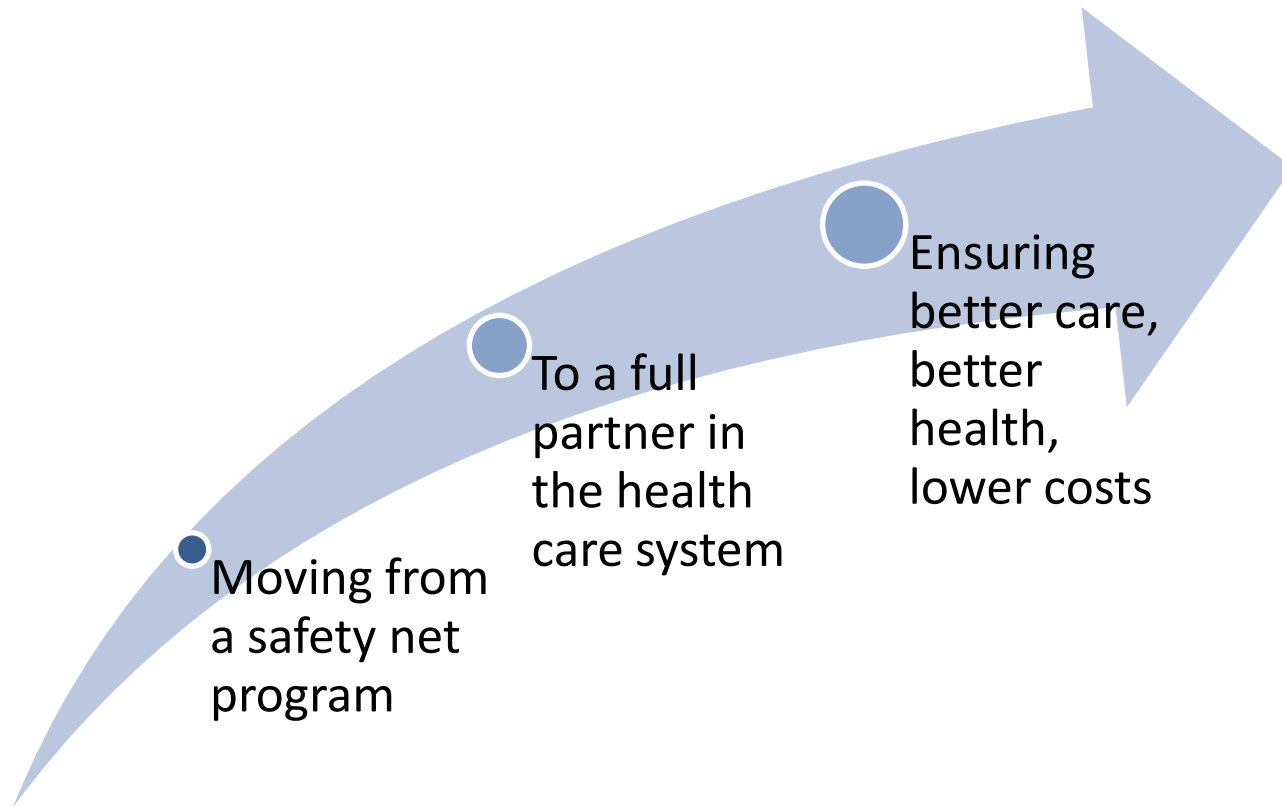 Moving from
a safety net
program
To a full
partner in
the health
care system
Ensuring
better care,
better
health,
lower costs